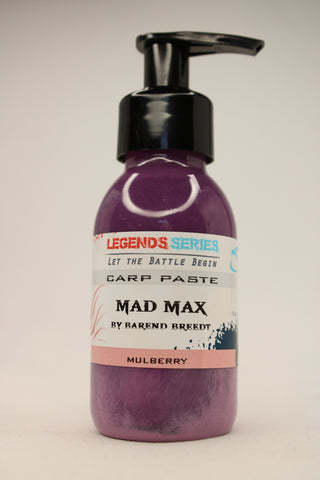 LEGENDS SERIES
LET THE BATTLE BEGIN
CARP PASTE
MAD MAX
BY BAREND BREEDT
MULBERRY